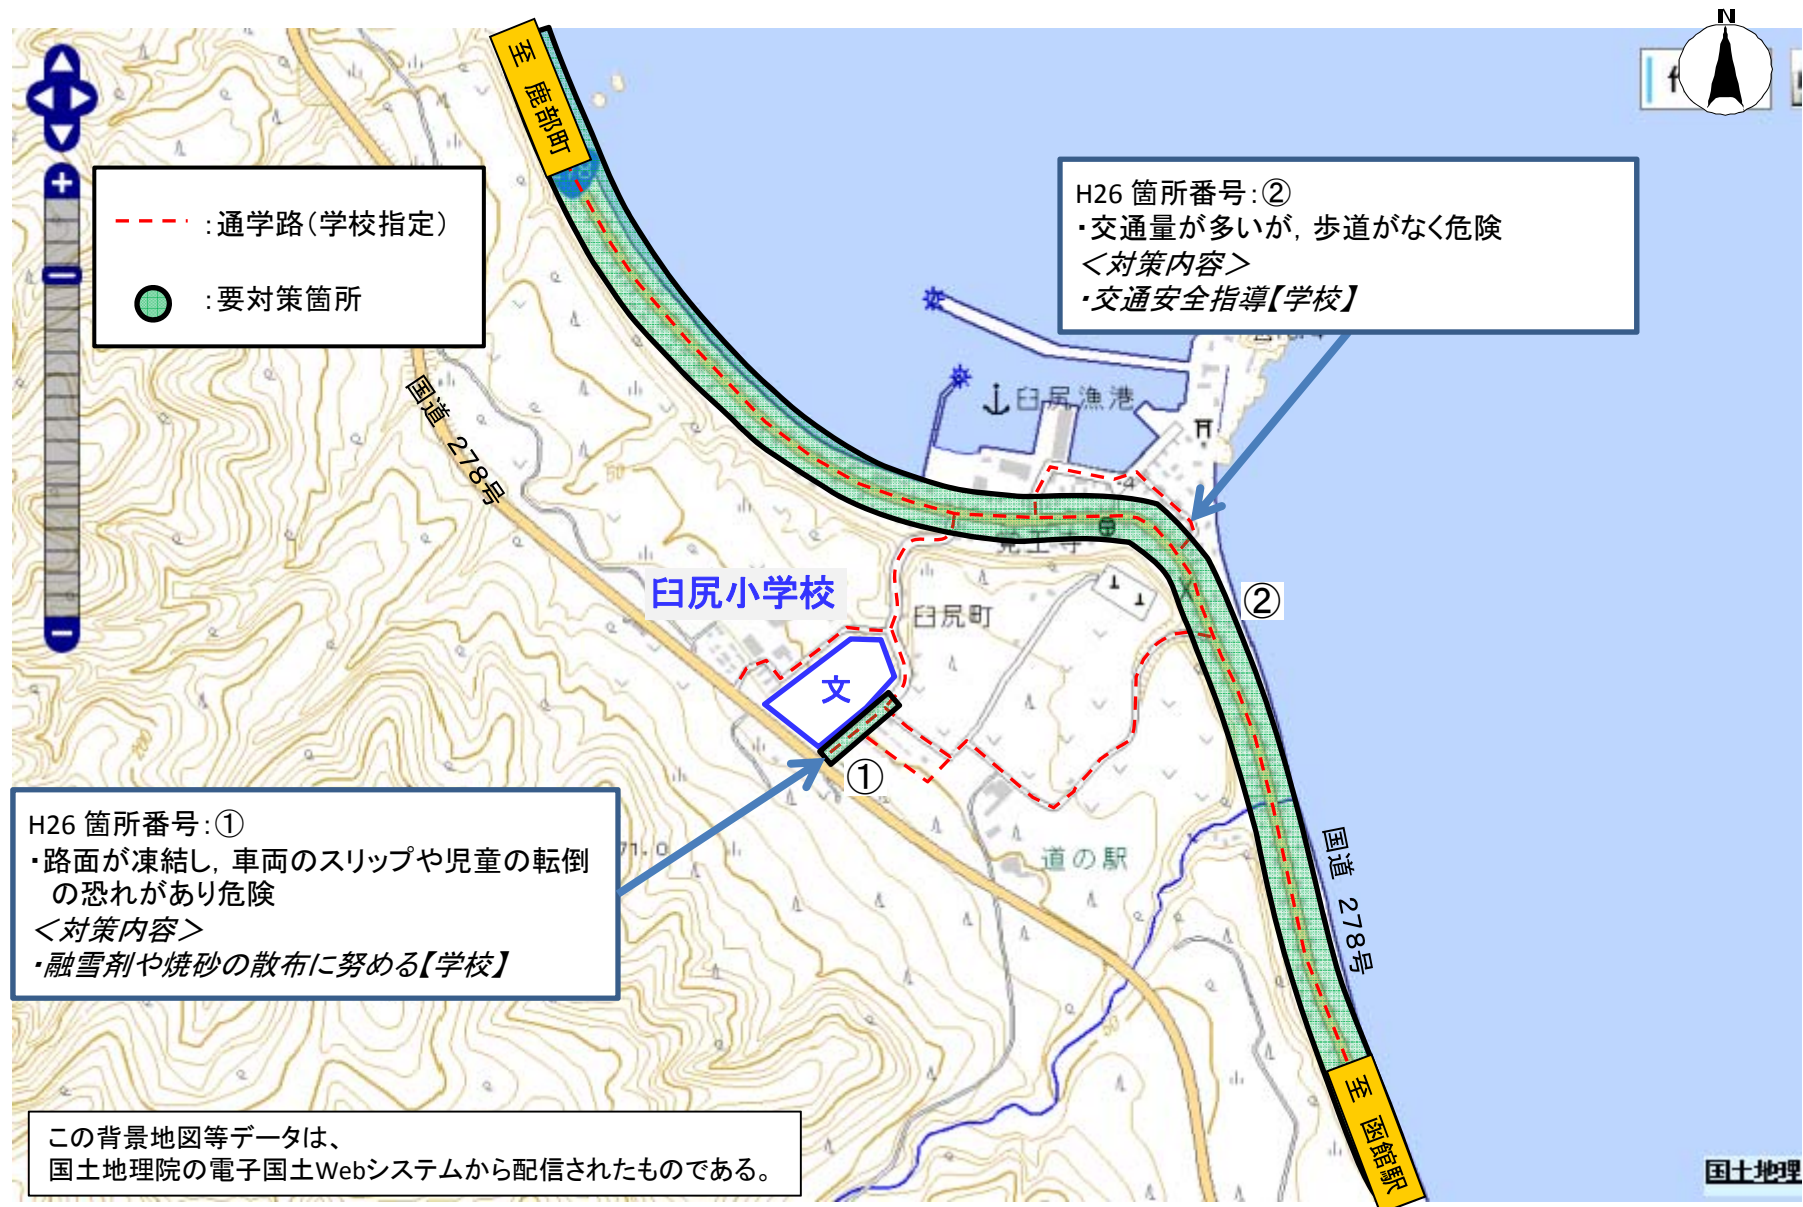 N
至 鹿部町
:通学路(学校指定)
:要対策箇所
H26 箇所番号:②
・交通量が多いが, 歩道がなく危険
<対策内容>
・交通安全指導【学校】
国道 278号
臼尻漁港
臼尻小学校
臼尻町
文
②
①
道の駅
50
200
50
71.0
国道 278号
H26 箇所番号:①
・路面が凍結し, 車両のスリップや児童の転倒
の恐れがあり危険
<対策内容>
・融雪剤や焼砂の散布に努める【学校】
至 函館駅
この背景地図等データは、
国土地理院の電子国土Webシステムから配信されたものである。
国土地理